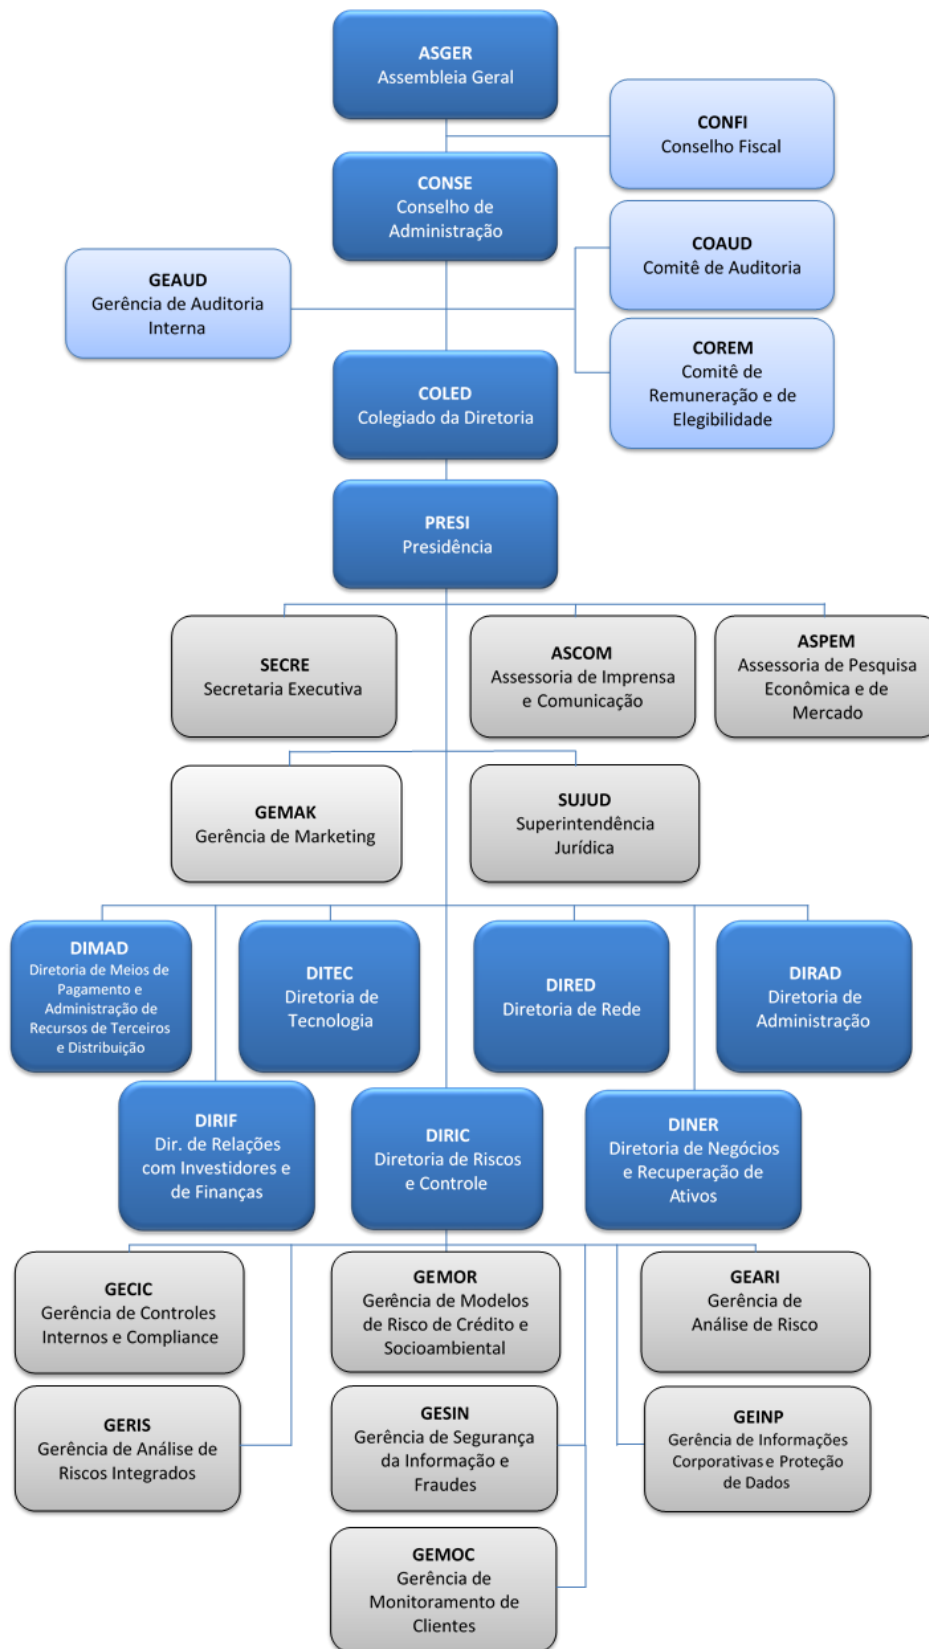 ASGER
Assembleia Geral
CONFI
Conselho Fiscal
CONSE
Conselho de
Administração
COAUD
Comitê de Auditoria
GEAUD
Gerência de Auditoria
Interna
COREM
Comitê de
Remuneração e de
Elegibilidade
COLED
Colegiado da Diretoria
PRESI
Presidência
SECRE
Secretaria Executiva
ASCOM
Assessoria de Imprensa
e Comunicação
ASPEM
Assessoria de Pesquisa
Econômica e de
Mercado
GEMAK
Gerência de Marketing
SUJUD
Superintendência
Jurídica
DIMAD
Diretoria de Meios de
Pagamento e
Administração de
Recursos de Terceiros
e Distribuição
DITEC
Diretoria de
Tecnologia
DIRED
Diretoria de Rede
DIRAD
Diretoria de
Administração
DIRIF
Dir. de Relações
com Investidores e
de Finanças
DIRIC
Diretoria de Riscos
e Controle
DINER
Diretoria de Negócios
e Recuperação de
Ativos
GECIC
Gerência de Controles
Internos e Compliance
GEMOR
Gerência de Modelos
de Risco de Crédito e
Socioambiental
GEARI
Gerência de
Análise de Risco
GERIS
Gerência de Análise de
Riscos Integrados
GESIN
Gerência de Segurança
da Informação e
Fraudes
GEINP
Gerência de Informações
Corporativas e Proteção
de Dados
GEMOC
Gerência de
Monitoramento de
Clientes